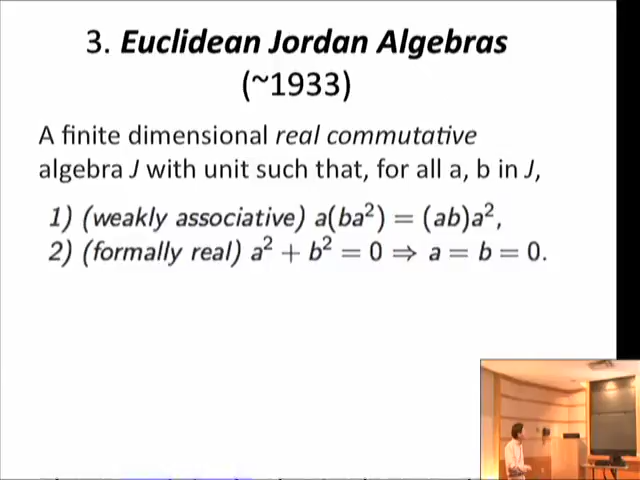 3. Euclidean Jordan Algebras
(~1933)
A finite dimensional real commutative
algebra J with unit such that, for all a, b in J,
1) (weakly associative) a(ba²) = (ab)a²,
2) (formally real) a² + b² = 0 ⇒ a = b = 0.